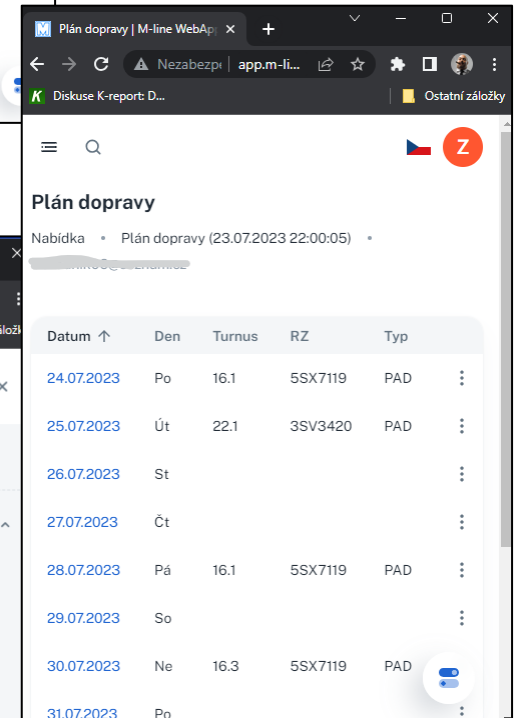 Plán dopravy | M-line WebAp
Nezabezpe | app.m-li...
K Diskuse K-report: D... Ostatní záložky
Z
Plán dopravy
Nabídka • Plán dopravy (23.07.2023 22:00:05) •
Datum ↑ Den Turnus RZ Typ
24.07.2023 Po 16.1 5SX7119 PAD
25.07.2023 Út 22.1 3SV3420 PAD
26.07.2023 St
27.07.2023 Čt
28.07.2023 Pá 16.1 5SX7119 PAD
29.07.2023 So
30.07.2023 Ne 16.3 5SX7119 PAD
31.07.2023 Po